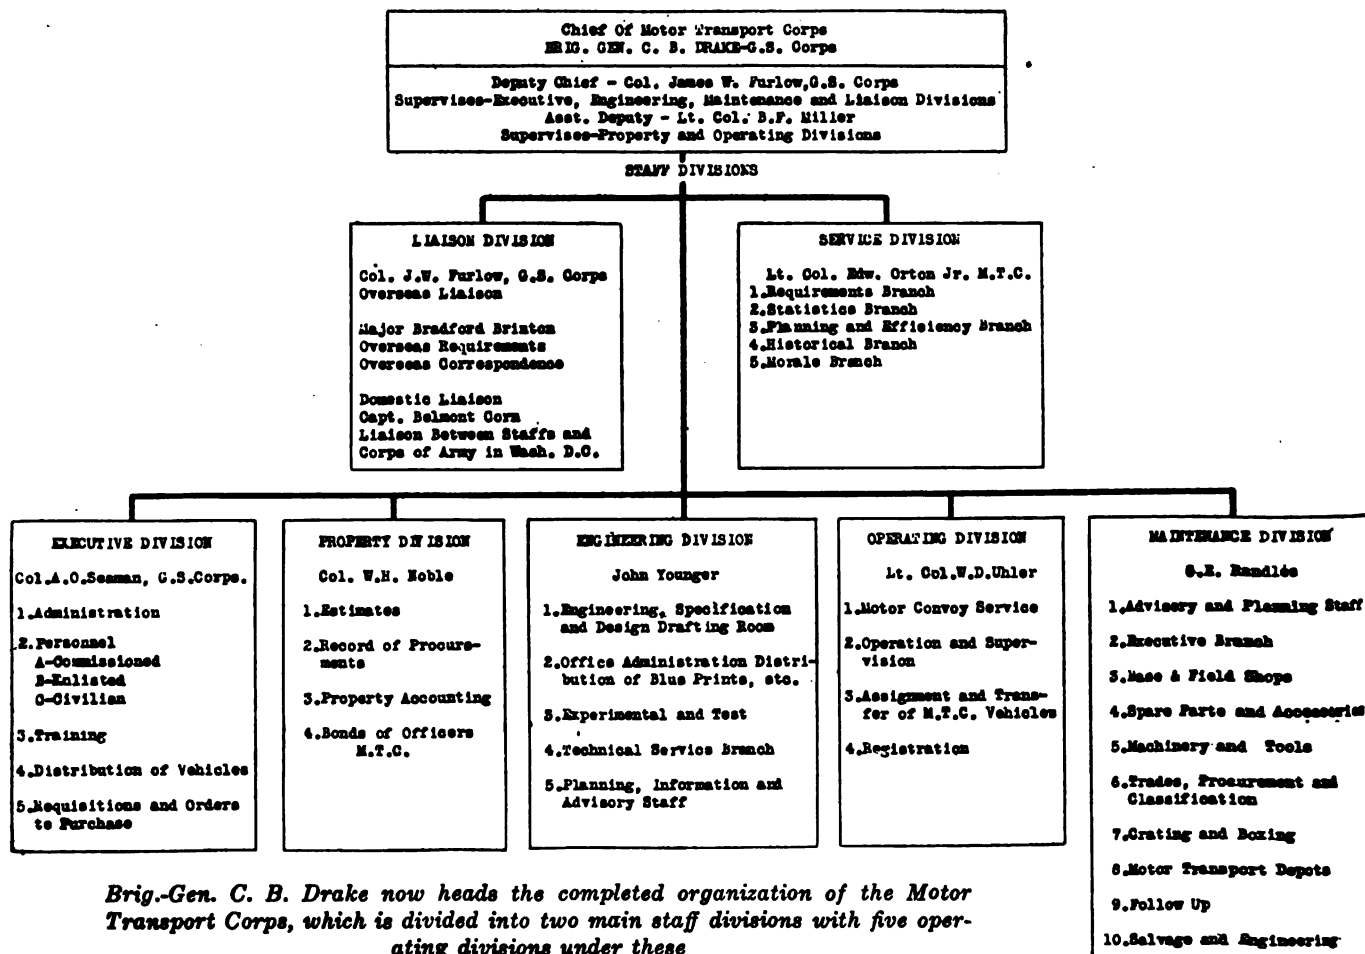 Chief Of Motor Transport Corps
BRIG. GEN. C. B. DRAKE-G.S. Corps
Deputy Chief - Col. James W. Furlow,G.S. Corps
Supervises-Executive, Engineering, Maintenance and Liaison Divisions
Asst. Deputy - Lt. Col. B.F. Miller
Supervises-Property and Operating Divisions
STAFF DIVISIONS
LIAISON DIVISION
Col. J.W. Furlow, G.S. Corps
Overseas Liaison
Major Bradford Brinton
Overseas Requirements
Overseas Correspondence
Domestic Liaison
Capt. Belmont Corn
Liaison Between Staffs and
Corps of Army in Wash. D.C.
SERVICE DIVISION
Lt. Col. Edw. Orton Jr. M.T.C.
1.Requirements Branch
2.Statistics Branch
3.Planning and Efficiency Branch
4.Historical Branch
5.Morale Branch
EXECUTIVE DIVISION
Col.A.O.Seaman, G.S.Corps.
1.Administration
2.Personnel
A-Commissioned
B-Enlisted
C-Civilian
3.Training
4.Distribution of Vehicles
5.Requisitions and Orders
to Purchase
PROPERTY DIVISION
Col. W.H. Noble
1.Estimates
2.Record of Procure-
ments
3.Property Accounting
4.Bonds of Officers
M.T.C.
ENGINEERING DIVISION
John Younger
1.Engineering, Specification
and Design Drafting Room
2.Office Administration Distri-
bution of Blue Prints, etc.
3.Experimental and Test
4.Technical Service Branch
5.Planning, Information and
Advisory Staff
OPERATING DIVISION
Lt. Col.W.D.Uhler
1.Motor Convoy Service
2.Operation and Super-
vision
3.Assignment and Trans-
fer of M.T.C. Vehicles
4.Registration
MAINTENANCE DIVISION
Randles
1.Advisory and Planning Staff
2.Executive Branch
3.Base & Field Shops
4.Spare Parts and Accessories
5.Machinery and Tools
6.Trades, Procurement and
Classification
7.Crating and Boxing
8.Motor Transport Depots
9.Follow Up
10.Salvage and Engineering
Brig.-Gen. C. B. Drake now heads the completed organization of the Motor
Transport Corps, which is divided into two main staff divisions with five oper-
ating divisions under these